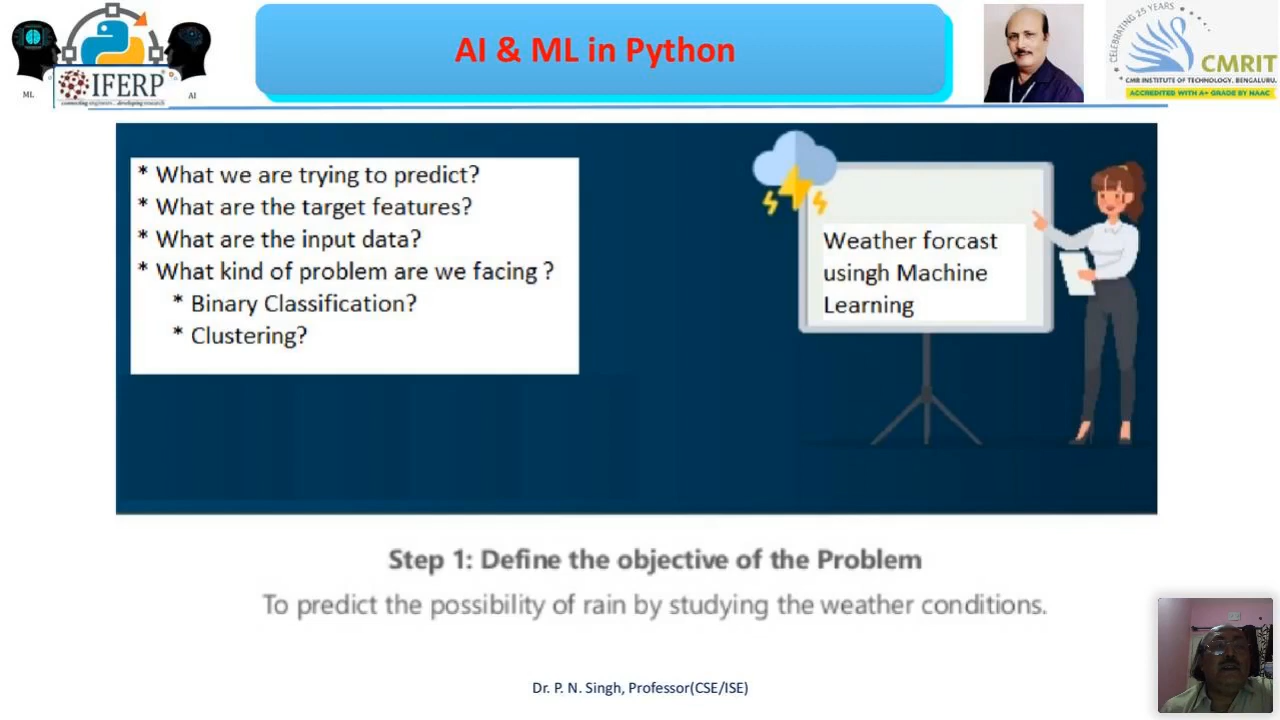 AI & ML in Python
ML
IFERP
connecting engineers...developing research
AI
CELEBRATING 25 YEARS
CMRIT
CMR INSTITUTE OF TECHNOLOGY, BENGALURU.
ACCREDITED WITH A+ GRADE BY NAAC
* What we are trying to predict?
* What are the target features?
* What are the input data?
* What kind of problem are we facing ?
* Binary Classification?
* Clustering?
Weather forcast
usingh Machine
Learning
Step 1: Define the objective of the Problem
To predict the possibility of rain by studying the weather conditions.
Dr. P. N. Singh, Professor(CSE/ISE)